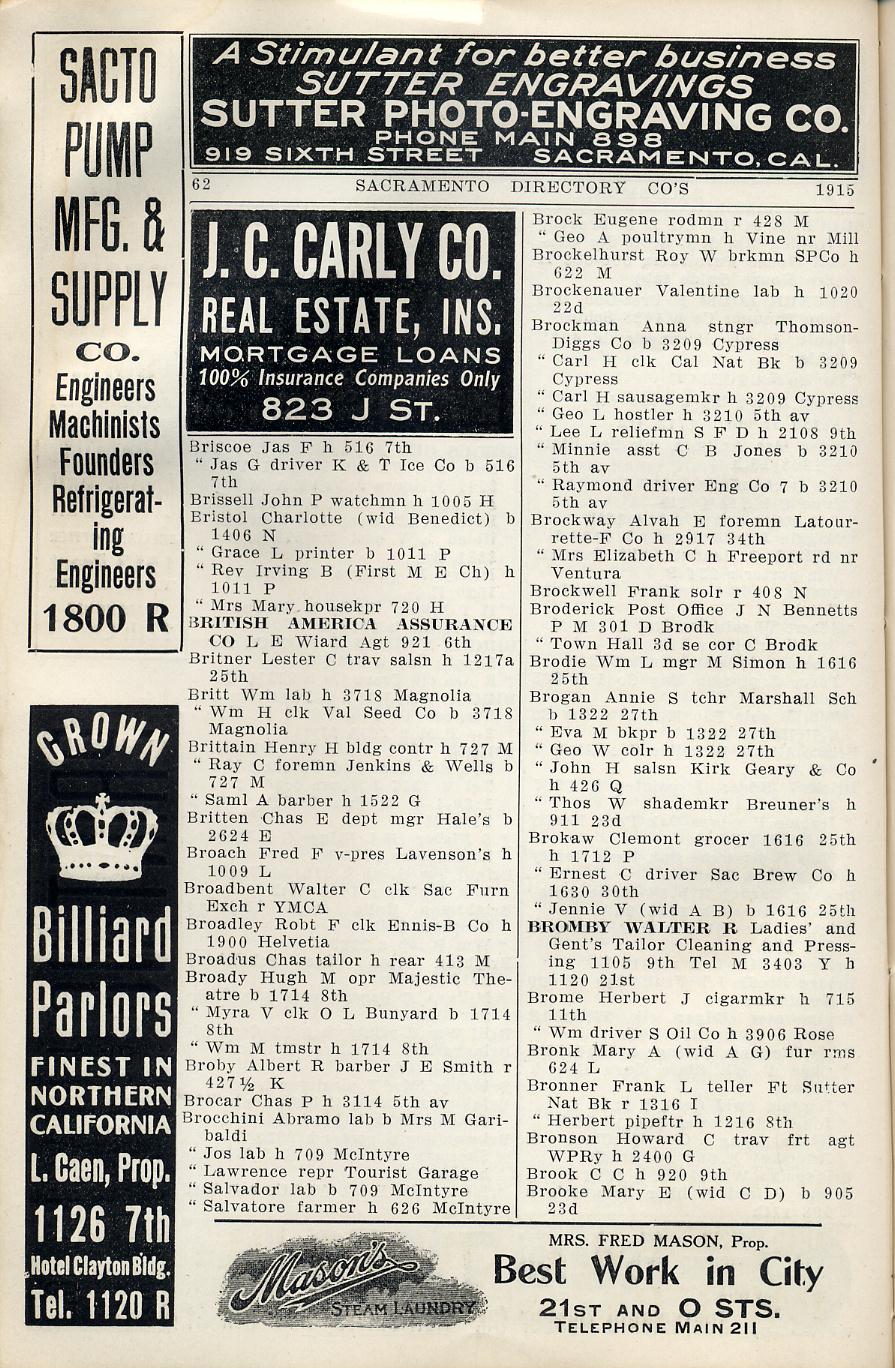 SACTO
PUMP
MFG. &
SUPPLY
CO.
Engineers
Machinists
Founders
Refrigerat-
ing
Engineers
1800 R
CROWN
Billiard
Parlors
FINEST IN
NORTHERN
CALIFORNIA
L. Caen, Prop.
1126 7th
Hotel Clayton Bldg.
Tel. 1120 R
A Stimulant for better business
SUTTER ENGRAVINGS
SUTTER PHOTO-ENGRAVING CO.
PHONE MAIN 898
919 SIXTH STREET SACRAMENTO, CAL.
62 SACRAMENTO DIRECTORY CO'S 1915
J. C. CARLY CO.
REAL ESTATE, INS.
MORTGAGE LOANS
100% Insurance Companies Only
823 J ST.
Briscoe Jas F h 516 7th
" Jas G driver K & T Ice Co b 516
7th
Brissell John P watchmn h 1005 H
Bristol Charlotte (wid Benedict) b
1406 N
" Grace L printer b 1011 P
" Rev Irving B (First M E Ch) h
1011 P
" Mrs Mary housekpr 720 H
BRITISH AMERICA ASSURANCE
CO L E Wiard Agt 921 6th
Britner Lester C trav salsn h 1217a
25th
Britt Wm lab h 3718 Magnolia
" Wm H clk Val Seed Co b 3718
Magnolia
Brittain Henry H bldg contr h 727 M
" Ray C foremn Jenkins & Wells b
727 M
" Saml A barber h 1522 G
Britten Chas E dept mgr Hale's b
2624 E
Broach Fred F v-pres Lavenson's h
1009 L
Broadbent Walter C clk Sac Furn
Exch r YMCA
Broadley Robt F clk Ennis-B Co h
1900 Helvetia
Broadus Chas tailor h rear 413 M
Broady Hugh M opr Majestic The-
atre b 1714 8th
" Myra V clk O L Bunyard b 1714
8th
" Wm M tmstr h 1714 8th
Broby Albert R barber J E Smith r
427½ K
Brocar Chas P h 3114 5th av
Brocchini Abramo lab b Mrs M Gari-
baldi
" Jos lab h 709 McIntyre
" Lawrence repr Tourist Garage
" Salvador lab b 709 McIntyre
" Salvatore farmer h 626 McIntyre
Brock Eugene rodmn r 428 M
" Geo A poultrymn h Vine nr Mill
Brockelhurst Roy W brkmn SPCo h
622 M
Brockenauer Valentine lab h 1020
22d
Brockman Anna stngr Thomson-
Diggs Co b 3209 Cypress
" Carl H clk Cal Nat Bk b 3209
Cypress
" Carl H sausagemkr h 3209 Cypress
" Geo L hostler h 3210 5th av
" Lee L reliefmn S F D h 2108 9th
" Minnie asst C B Jones b 3210
5th av
" Raymond driver Eng Co 7 b 3210
5th av
Brockway Alvah E foremn Latour-
rette-F Co h 2917 34th
" Mrs Elizabeth C h Freeport rd nr
Ventura
Brockwell Frank solr r 408 N
Broderick Post Office J N Bennetts
P M 301 D Brodk
" Town Hall 3d se cor C Brodk
Brodie Wm L mgr M Simon h 1616
25th
Brogan Annie S tchr Marshall Sch
b 1322 27th
" Eva M bkpr b 1322 27th
" Geo W colr h 1322 27th
" John H salsn Kirk Geary & Co
h 426 Q
" Thos W shademkr Breuner's h
911 23d
Brokaw Clemont grocer 1616 25th
h 1712 P
" Ernest C driver Sac Brew Co h
1630 30th
" Jennie V (wid A B) b 1616 25th
BROMBY WALTER R Ladies' and
Gent's Tailor Cleaning and Press-
ing 1105 9th Tel M 3403 Y h
1120 21st
Brome Herbert J cigarmkr h 715
11th
" Wm driver S Oil Co h 3906 Rose
Bronk Mary A (wid A G) fur rms
624 L
Bronner Frank L teller Ft Sutter
Nat Bk r 1316 I
" Herbert pipeftr h 1216 8th
Bronson Howard C trav frt agt
WPRy h 2400 G
Brook C C h 920 9th
Brooke Mary E (wid C D) b 905
23d
Mason's
STEAM LAUNDRY
MRS. FRED MASON, Prop.
Best Work in City
21ST AND O STS.
TELEPHONE MAIN 211